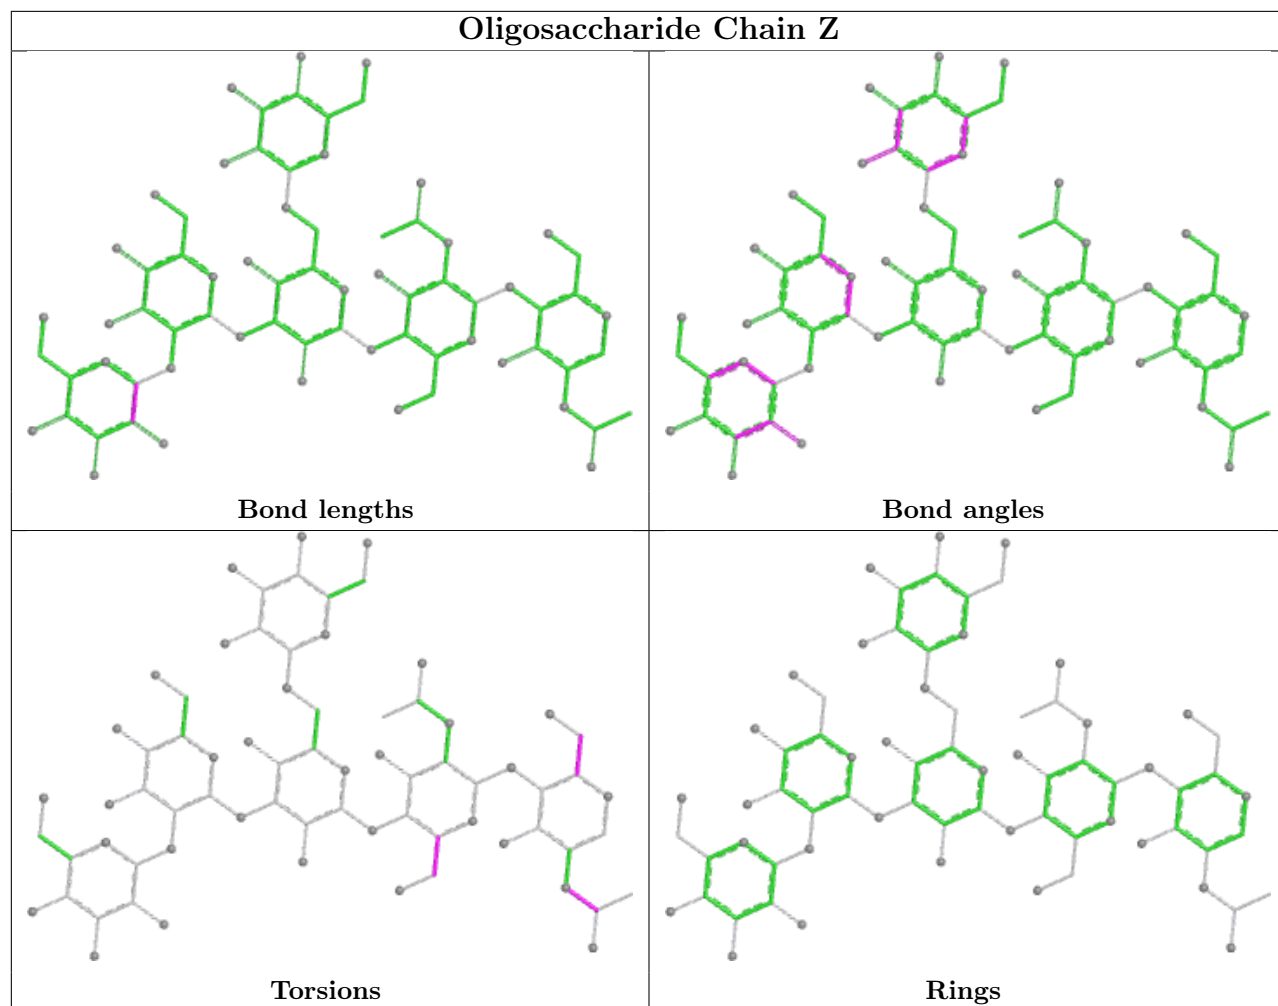 Oligosaccharide Chain Z
Bond lengths
Bond angles
Torsions
Rings